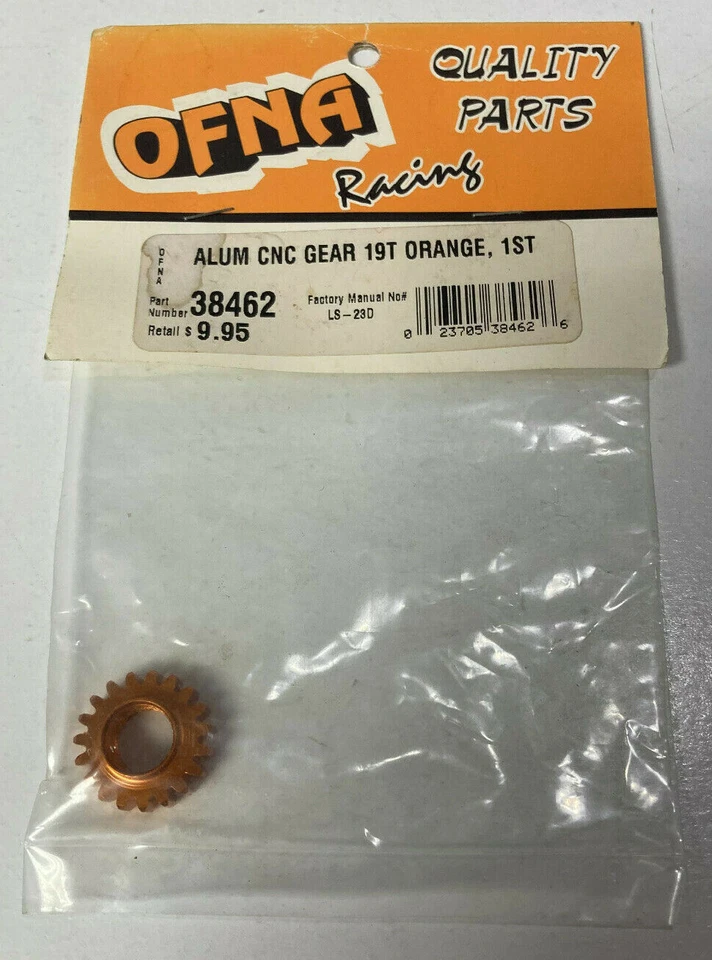 OFNA
Racing
QUALITY
PARTS
OFNA
ALUM CNC GEAR 19T ORANGE, 1ST
Part
Number 38462
Retail $ 9.95
Factory Manual No#
LS-23D
0 23705 38462 6